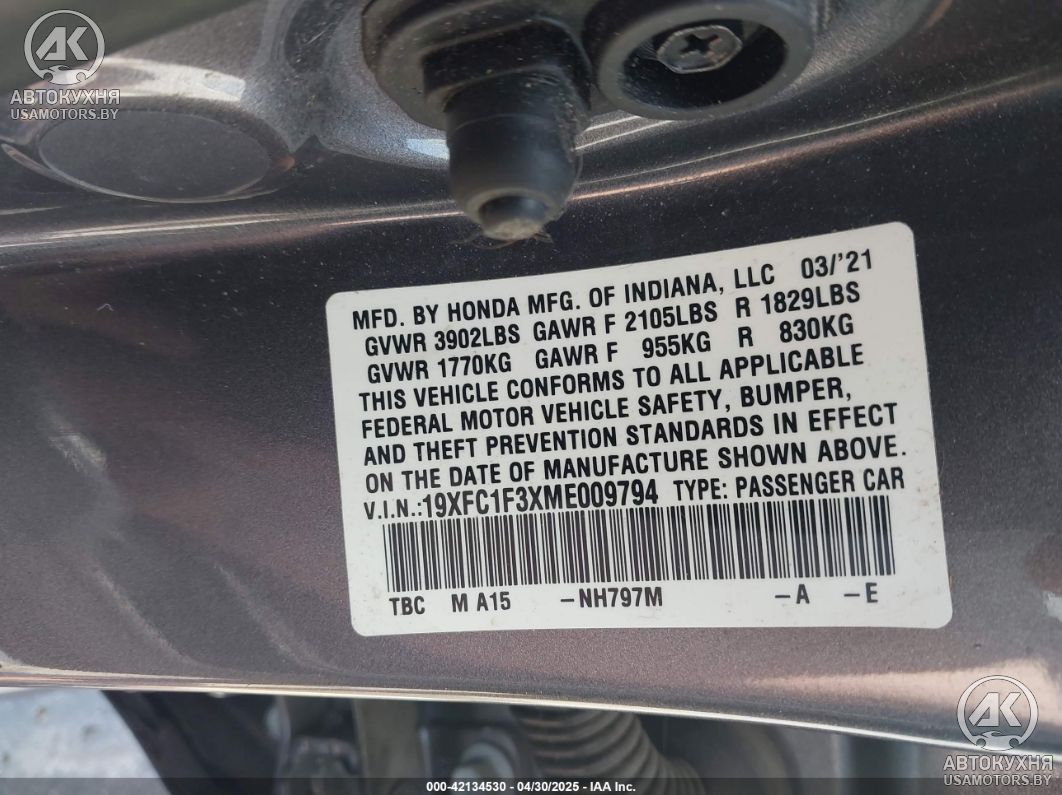 АК
АВТОКУХНЯ
USAMOTORS.BY
MFD. BY HONDA MFG. OF INDIANA, LLC 03/'21
GVWR 3902LBS GAWR F 2105LBS R 1829LBS
GVWR 1770KG GAWR F 955KG R 830KG
THIS VEHICLE CONFORMS TO ALL APPLICABLE
FEDERAL MOTOR VEHICLE SAFETY, BUMPER,
AND THEFT PREVENTION STANDARDS IN EFFECT
ON THE DATE OF MANUFACTURE SHOWN ABOVE.
V.I.N.:19XFC1F3XME009794 TYPE: PASSENGER CAR
TBC M A15 -NH797M -A -E
АК
АВТОКУХНЯ
USAMOTORS.BY
000-42134530 - 04/30/2025 - IAA Inc.